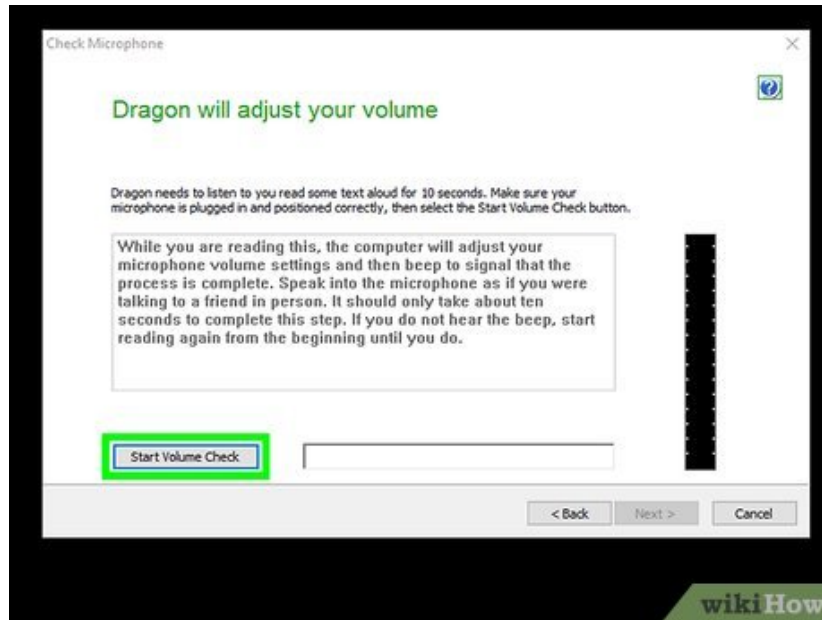 Check Microphone
Dragon will adjust your volume
Dragon needs to listen to you read some text aloud for 10 seconds. Make sure your
microphone is plugged in and positioned correctly, then select the Start Volume Check button.
While you are reading this, the computer will adjust your
microphone volume settings and then beep to signal that the
process is complete. Speak into the microphone as if you were
talking to a friend in person. It should only take about ten
seconds to complete this step. If you do not hear the beep, start
reading again from the beginning until you do.
Start Volume Check
< Back Next > Cancel
wikiHow